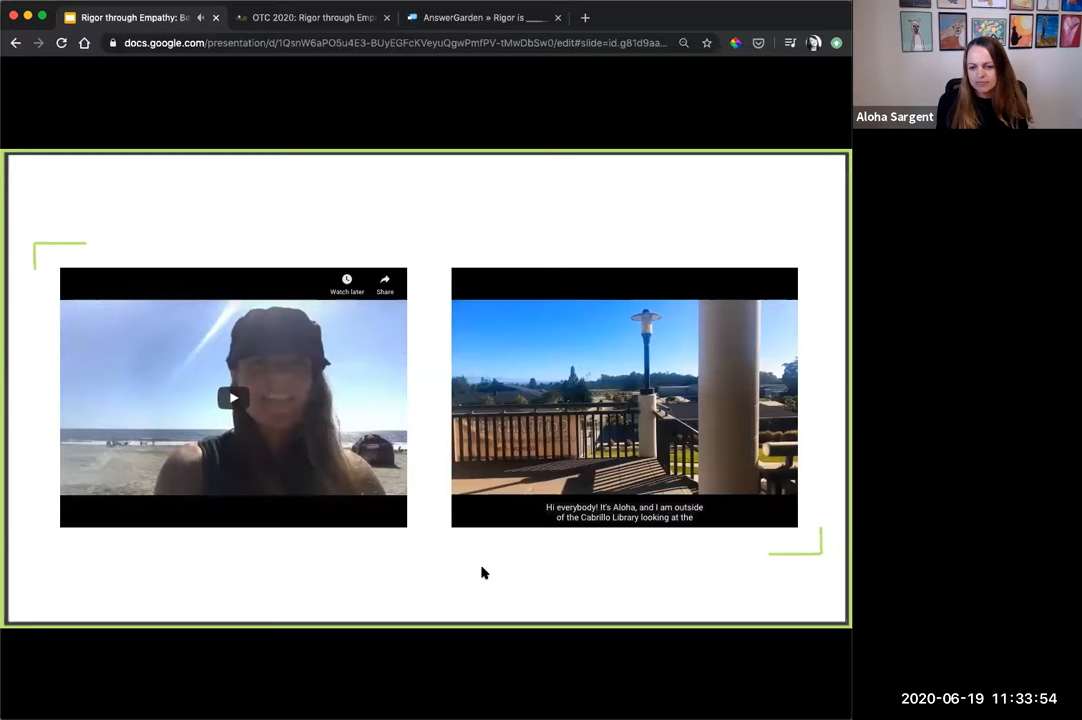 Rigor through Empathy: Be
OTC 2020: Rigor through Emp
AnswerGarden » Rigor is ____
docs.google.com/presentation/d/1QsnW6aPO5u4E3-BUyEGFcKVeyuQgwPmfPV-tMwDbSw0/edit#slide=id.g81d9aa...
Aloha Sargent
Watch later
Share
Hi everybody! It's Aloha, and I am outside
of the Cabrillo Library looking at the
2020-06-19 11:33:54